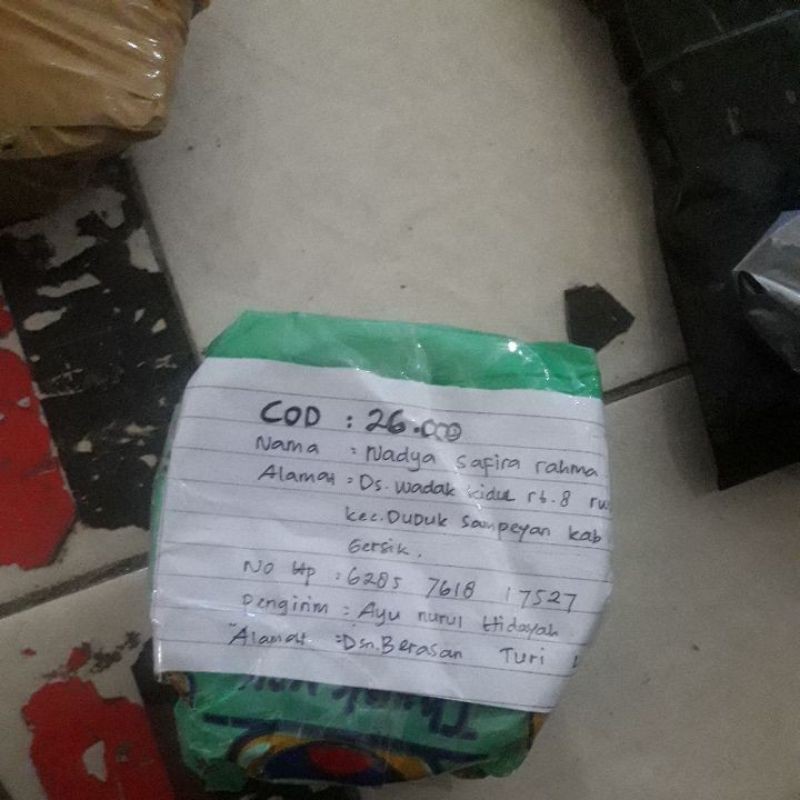 COD : 26.000
Nama : Nadya Safira rahma
Alamat : Ds. Wadak kidul rt.8
kec. Duduk Sampeyan kab
Gersik.
No Hp : 6285 7618 17527
Pengirim : Ayu nurul Hidayah
Alamat : Dsn. Berasan Turi